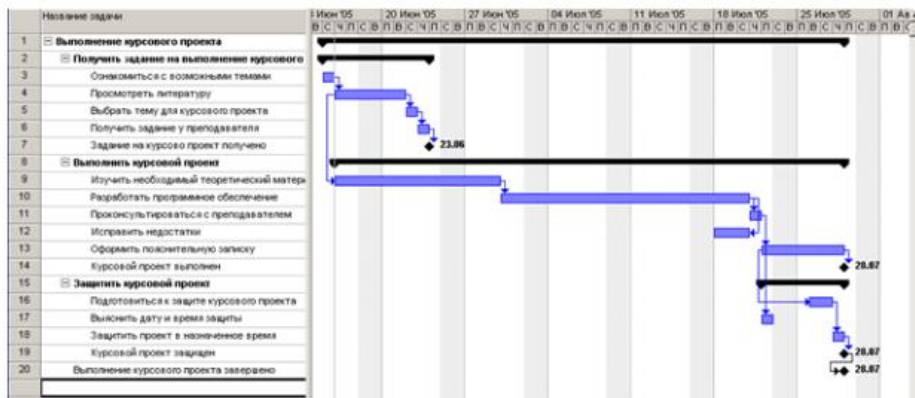 Название задачи
Июн '05 20 Июн '05 27 Июн '05 04 Июл '05 11 Июл '05 18 Июл '05 25 Июл '05 01 Ав
1 Выполнение курсового проекта
2 Получить задание на выполнение курсового
3 Ознакомиться с возможными темами
4 Просмотреть литературу
5 Выбрать тему для курсового проекта
6 Получить задание у преподавателя
7 Задание на курсово проект получено 23.06
8 Выполнить курсовой проект
9 Изучить необходимый теоретический матери
10 Разработать программное обеспечение
11 Проконсультироваться с преподавателем
12 Исправить недостатки
13 Оформить пояснительную записку
14 Курсовой проект выполнен 28.07
15 Защитить курсовой проект
16 Подготовиться к защите курсового проекта
17 Выяснить дату и время защиты
18 Защитить проект в назначенное время
19 Курсовой проект защищен 28.07
20 Выполнение курсового проекта завершено 28.07